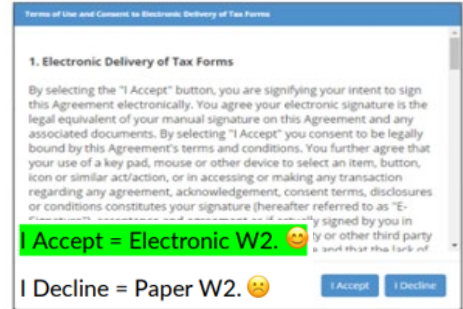 Terms of Use and Consent to Electronic Delivery of Tax Forms
1. Electronic Delivery of Tax Forms
By selecting the "I Accept" button, you are signifying your intent to sign
this Agreement electronically. You agree your electronic signature is the
legal equivalent of your manual signature on this Agreement and any
associated documents. By selecting "I Accept" you consent to be legally
bound by this Agreement's terms and conditions. You further agree that
your use of a key pad, mouse or other device to select an item, button,
icon or similar act/action, or in accessing or making any transaction
regarding any agreement, acknowledgement, consent terms, disclosures
or conditions constitutes your signature (hereafter referred to as "E-
signed by you in
I Accept = Electronic W2. 😊
or other third party
and that the lack of
I Decline = Paper W2. 😟
I Accept
I Decline